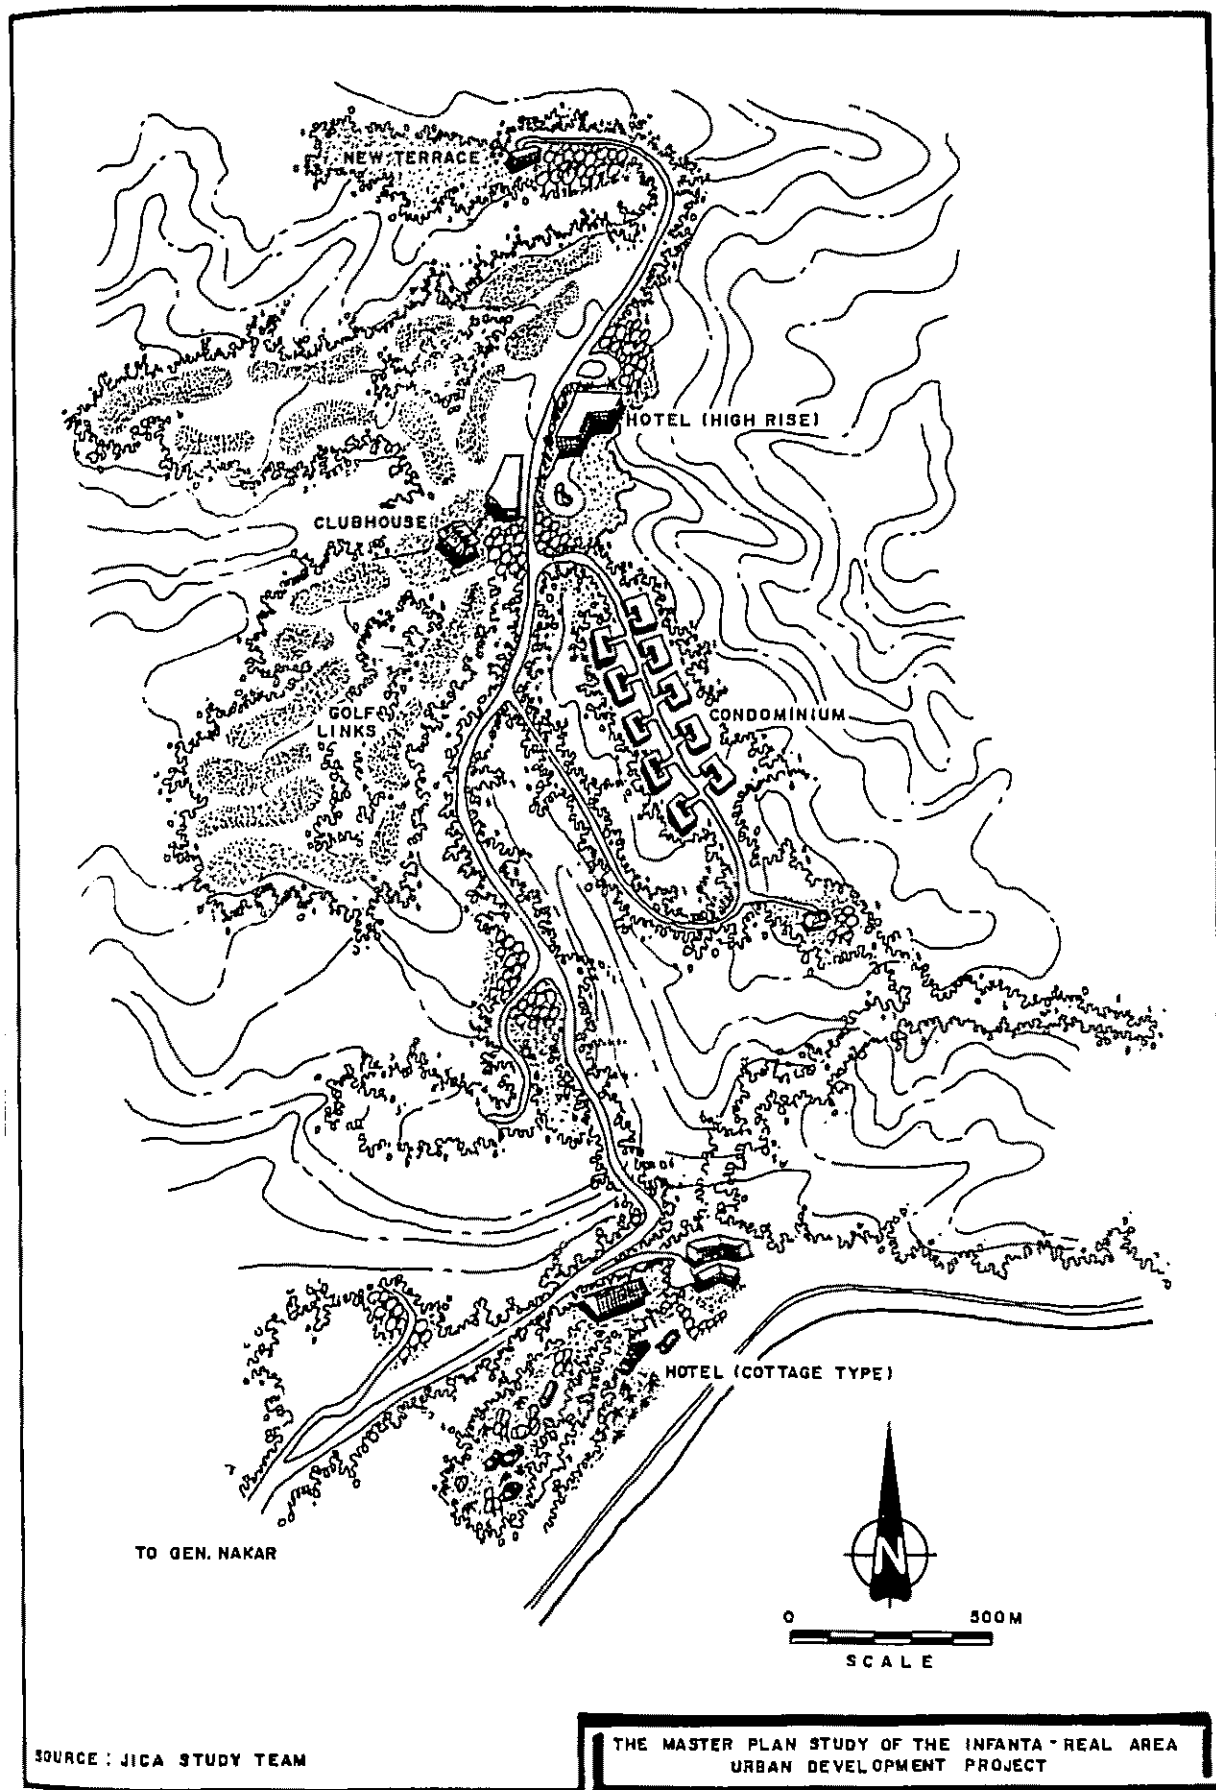 NEW TERRACE
HOTEL (HIGH RISE)
CLUBHOUSE
CONDOMINIUM
GOLF
LINKS
HOTEL (COTTAGE TYPE)
TO GEN. NAKAR
N
0 500M
SCALE
SOURCE : JICA STUDY TEAM
THE MASTER PLAN STUDY OF THE INFANTA - REAL AREA
URBAN DEVELOPMENT PROJECT